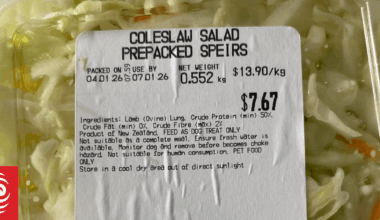 COLESLAW SALAD
PREPACKED SPEIRS
PACKED ON USE BY NET WEIGHT
04.01.26 07.01.26 0.552 kg $13.90/kg
$7.67
Ingredients: Lamb (Ovine) Lung, Crude Protein (min) 50%,
Crude Fat (min) 0%, Crude Fibre (max) 2%
Product of New Zealand. FEED AS DOG TREAT ONLY
Not suitable as a complete meal. Ensure fresh water is
available. Monitor dog and remove before becomes choke
hazard. Not suitable for human consumption. PET FOOD
ONLY
Store in a cool dry area out of direct sunlight
RNZ